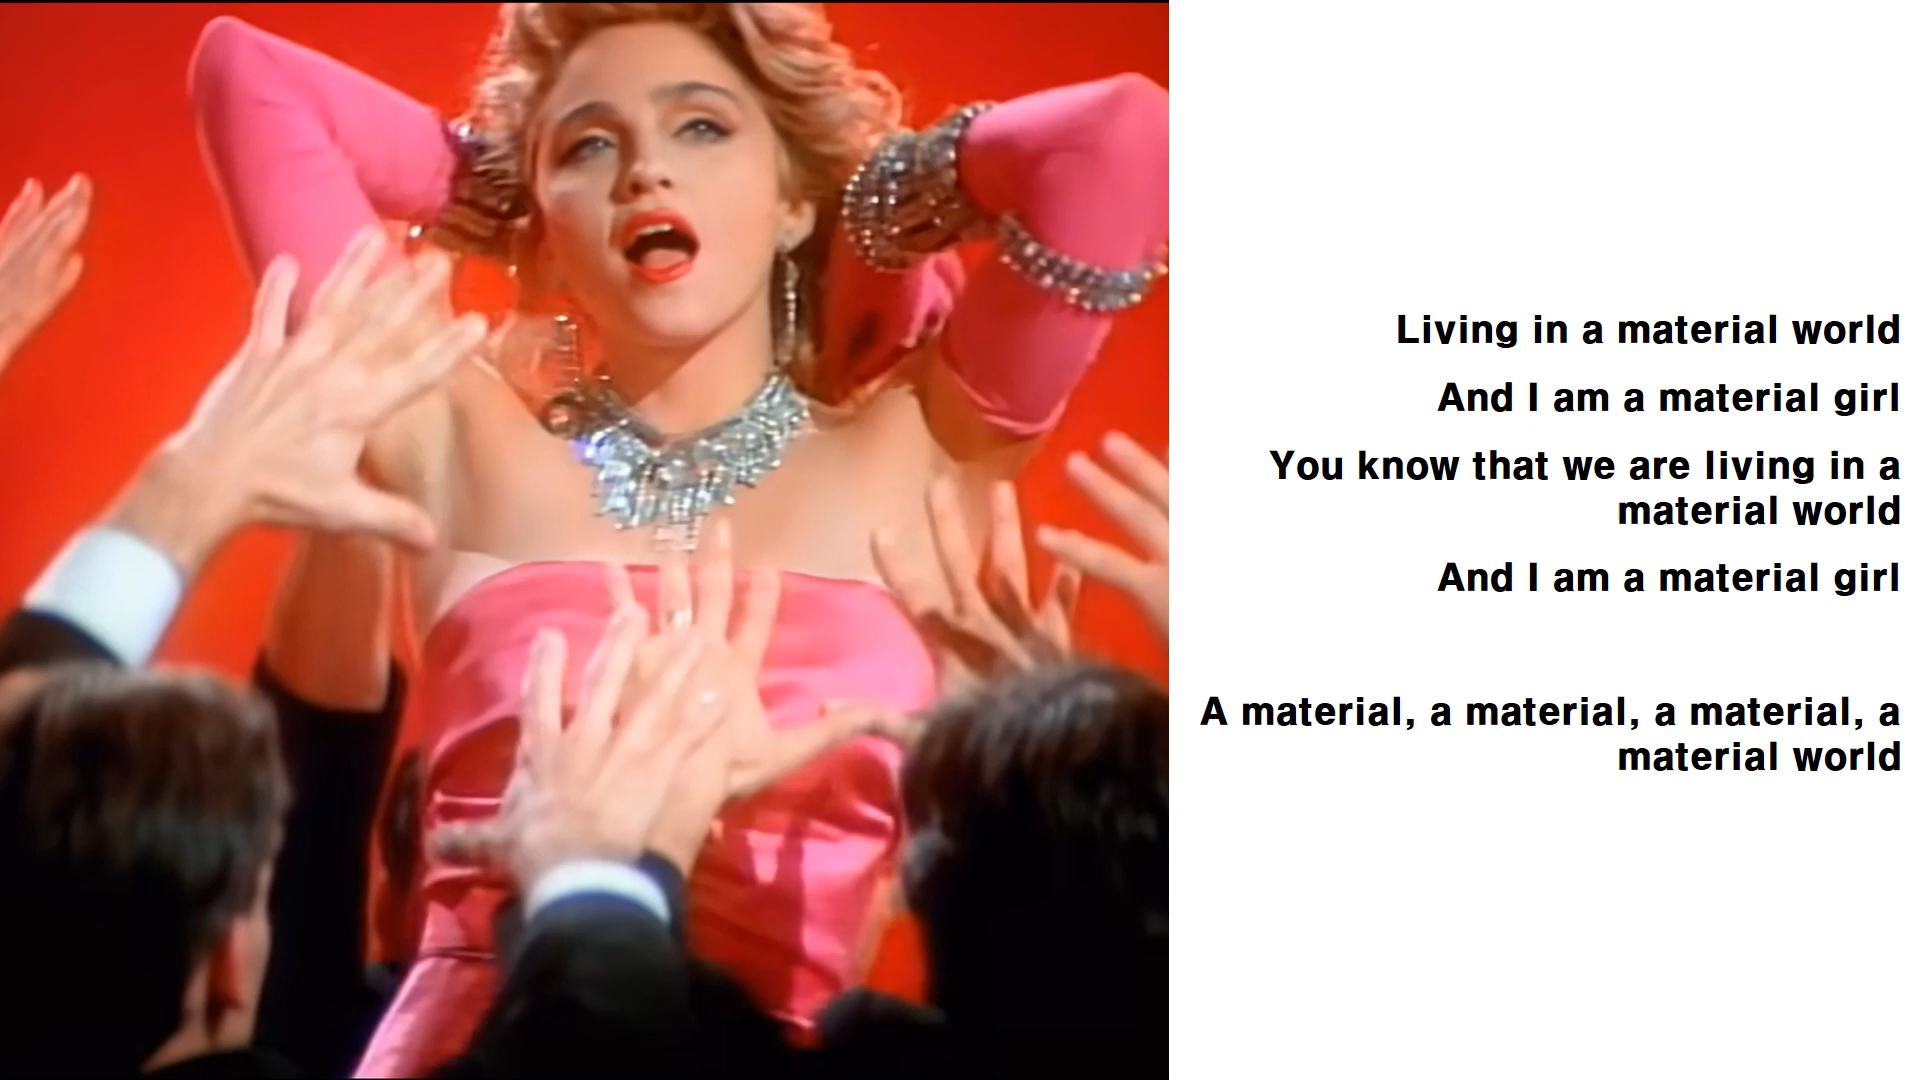 Living in a material world
And I am a material girl
You know that we are living in a
material world
And I am a material girl
A material, a material, a material, a
material world